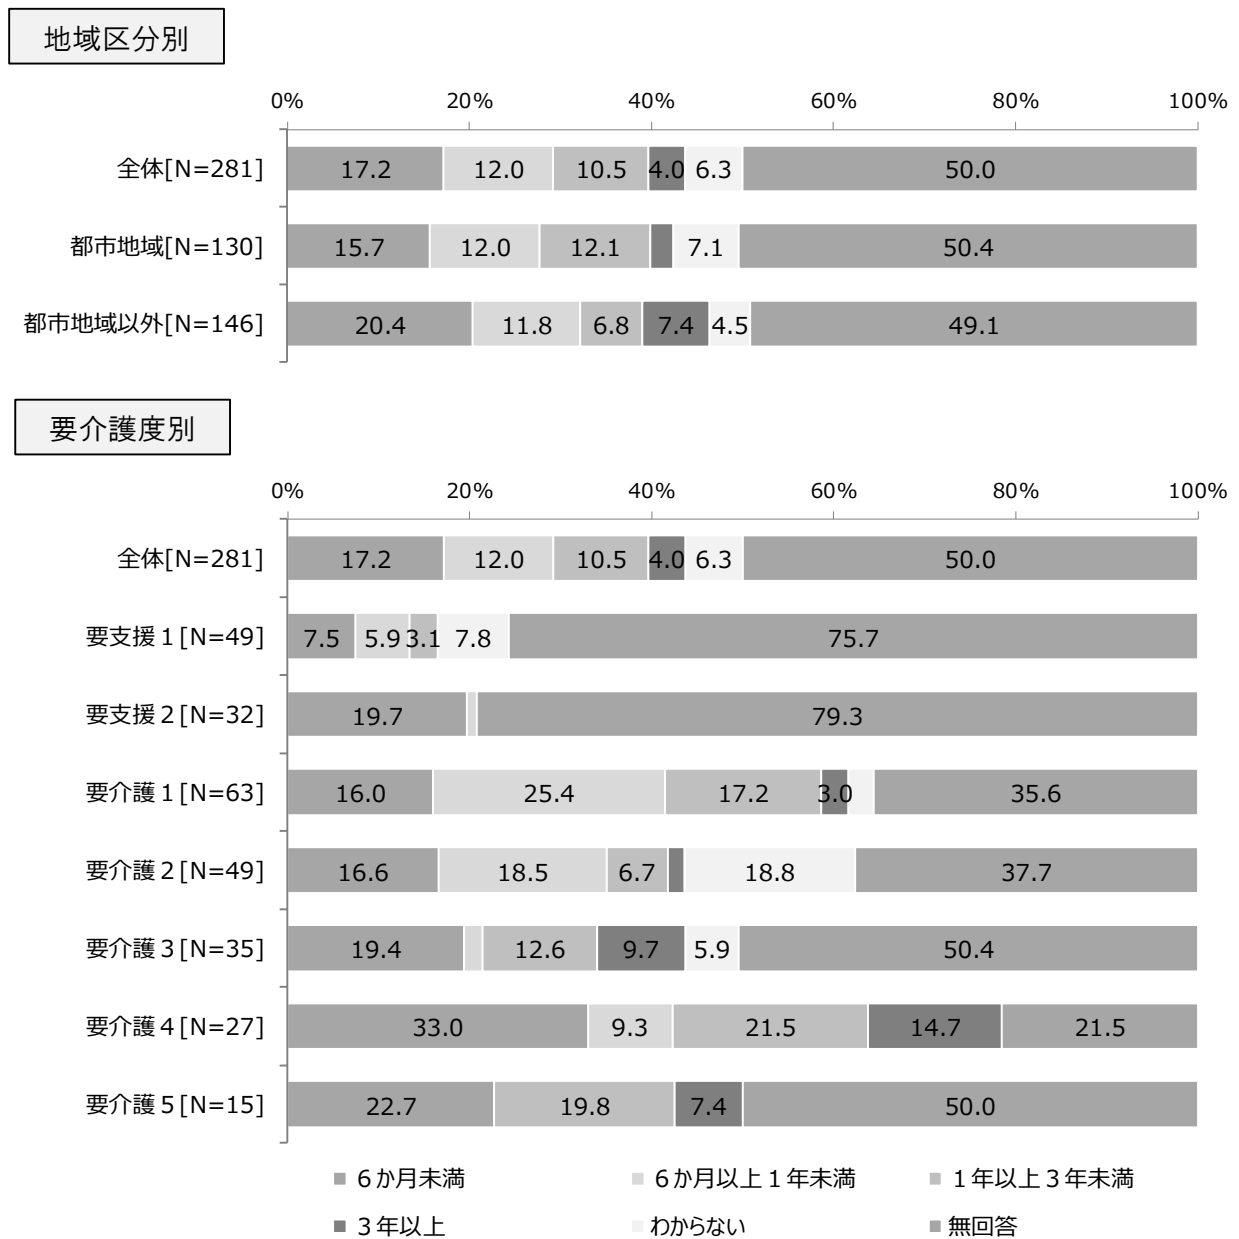 地域区分別
0% 20% 40% 60% 80% 100%
全体[N=281] 17.2 12.0 10.5 4.0 6.3 50.0
都市地域[N=130] 15.7 12.0 12.1 7.1 50.4
都市地域以外[N=146] 20.4 11.8 6.8 7.4 4.5 49.1
要介護度別
0% 20% 40% 60% 80% 100%
全体[N=281] 17.2 12.0 10.5 4.0 6.3 50.0
要支援１[N=49] 7.5 5.9 3.1 7.8 75.7
要支援２[N=32] 19.7 79.3
要介護１[N=63] 16.0 25.4 17.2 3.0 35.6
要介護２[N=49] 16.6 18.5 6.7 18.8 37.7
要介護３[N=35] 19.4 12.6 9.7 5.9 50.4
要介護４[N=27] 33.0 9.3 21.5 14.7 21.5
要介護５[N=15] 22.7 19.8 7.4 50.0
６か月未満 ６か月以上１年未満 １年以上３年未満
３年以上 わからない 無回答